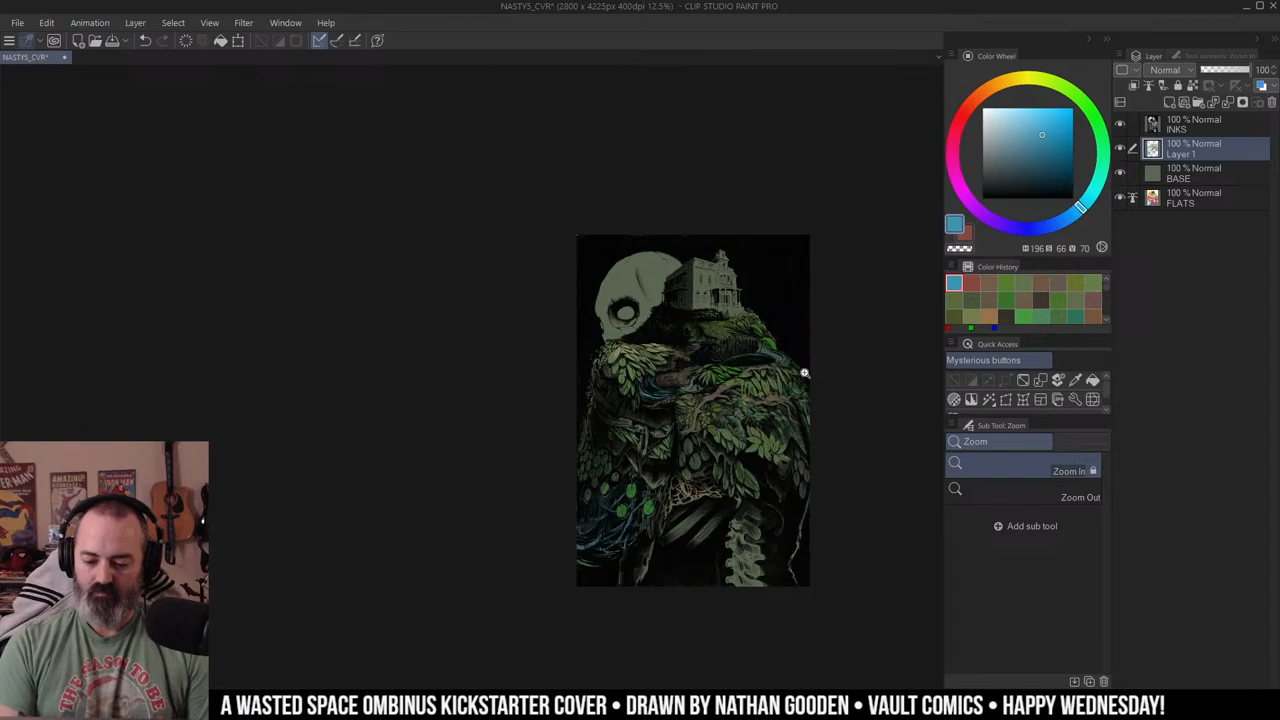 NASTY5_CVR* (2800 x 4225px 400dpi 12.5%) - CLIP STUDIO PAINT PRO
File Edit Animation Layer Select View Filter Window Help
NASTY5_CVR*
Color Wheel
H 196 S 66 V 70
Color History
Quick Access
Mysterious buttons
Sub Tool: Zoom
Zoom
Zoom In
Zoom Out
Add sub tool
Layer
Normal 100
100 % Normal
INKS
100 % Normal
Layer 1
100 % Normal
BASE
100 % Normal
FLATS
AMAZING
IRON MAN
A WASTED SPACE OMBINUS KICKSTARTER COVER • DRAWN BY NATHAN GOODEN • VAULT COMICS • HAPPY WEDNESDAY!